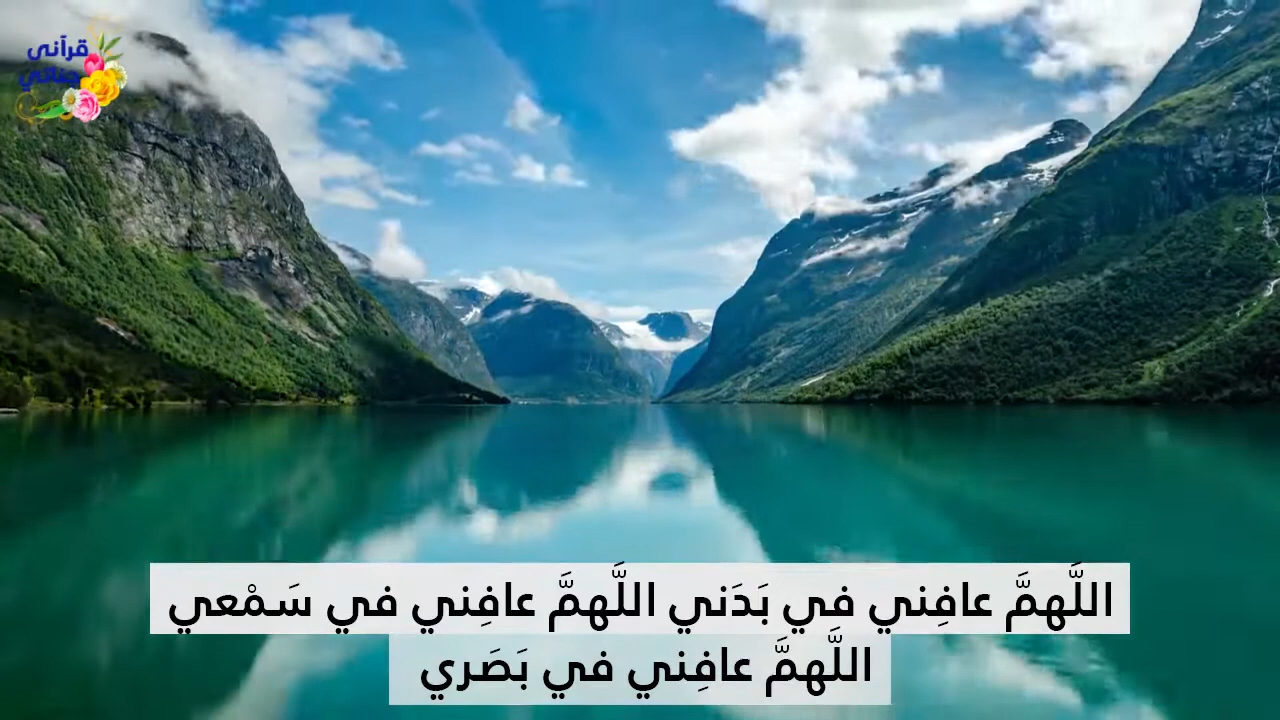 قرآني
جناتي
اللَّهمَّ عافِني في بَدَني اللَّهمَّ عافِني في سَمْعي
اللَّهمَّ عافِني في بَصَري